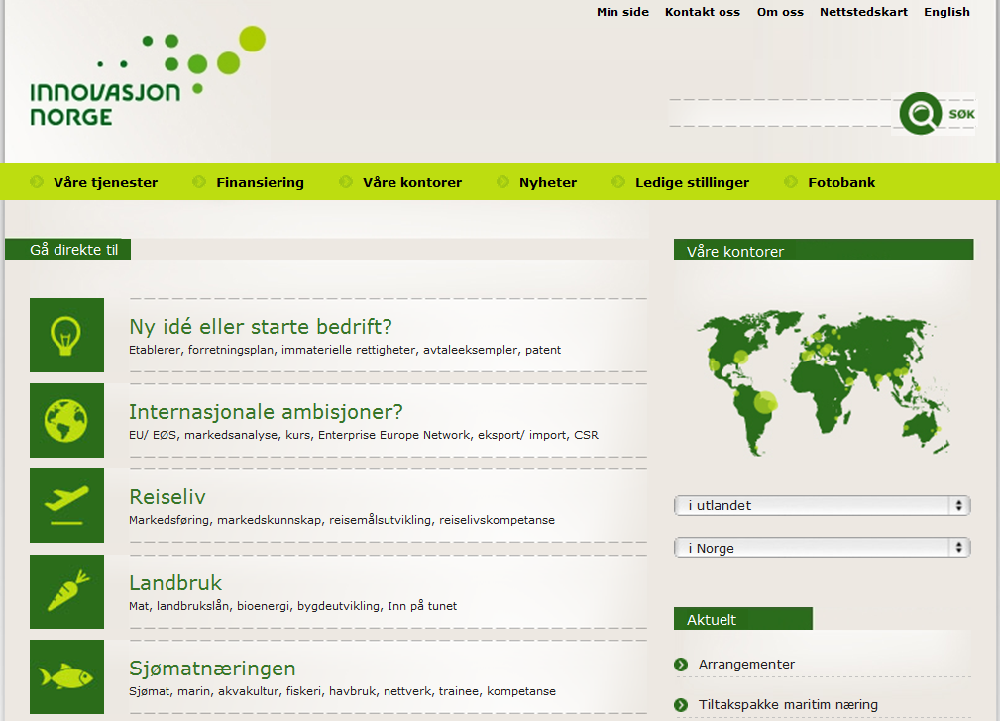 Min side Kontakt oss Om oss Nettstedskart English
INNOVASJON
NORGE
SØK
Våre tjenester Finansiering Våre kontorer Nyheter Ledige stillinger Fotobank
Gå direkte til
Ny idé eller starte bedrift?
Etablerer, forretningsplan, immaterielle rettigheter, avtaleeksempler, patent
Internasjonale ambisjoner?
EU/ EØS, markedsanalyse, kurs, Enterprise Europe Network, eksport/ import, CSR
Reiseliv
Markedsføring, markedskunnskap, reisemålsutvikling, reiselivskompetanse
Landbruk
Mat, landbrukslån, bioenergi, bygdeutvikling, Inn på tunet
Sjømatnæringen
Sjømat, marin, akvakultur, fiskeri, havbruk, nettverk, trainee, kompetanse
Våre kontorer
i utlandet
i Norge
Aktuelt
Arrangementer
Tiltakspakke maritim næring